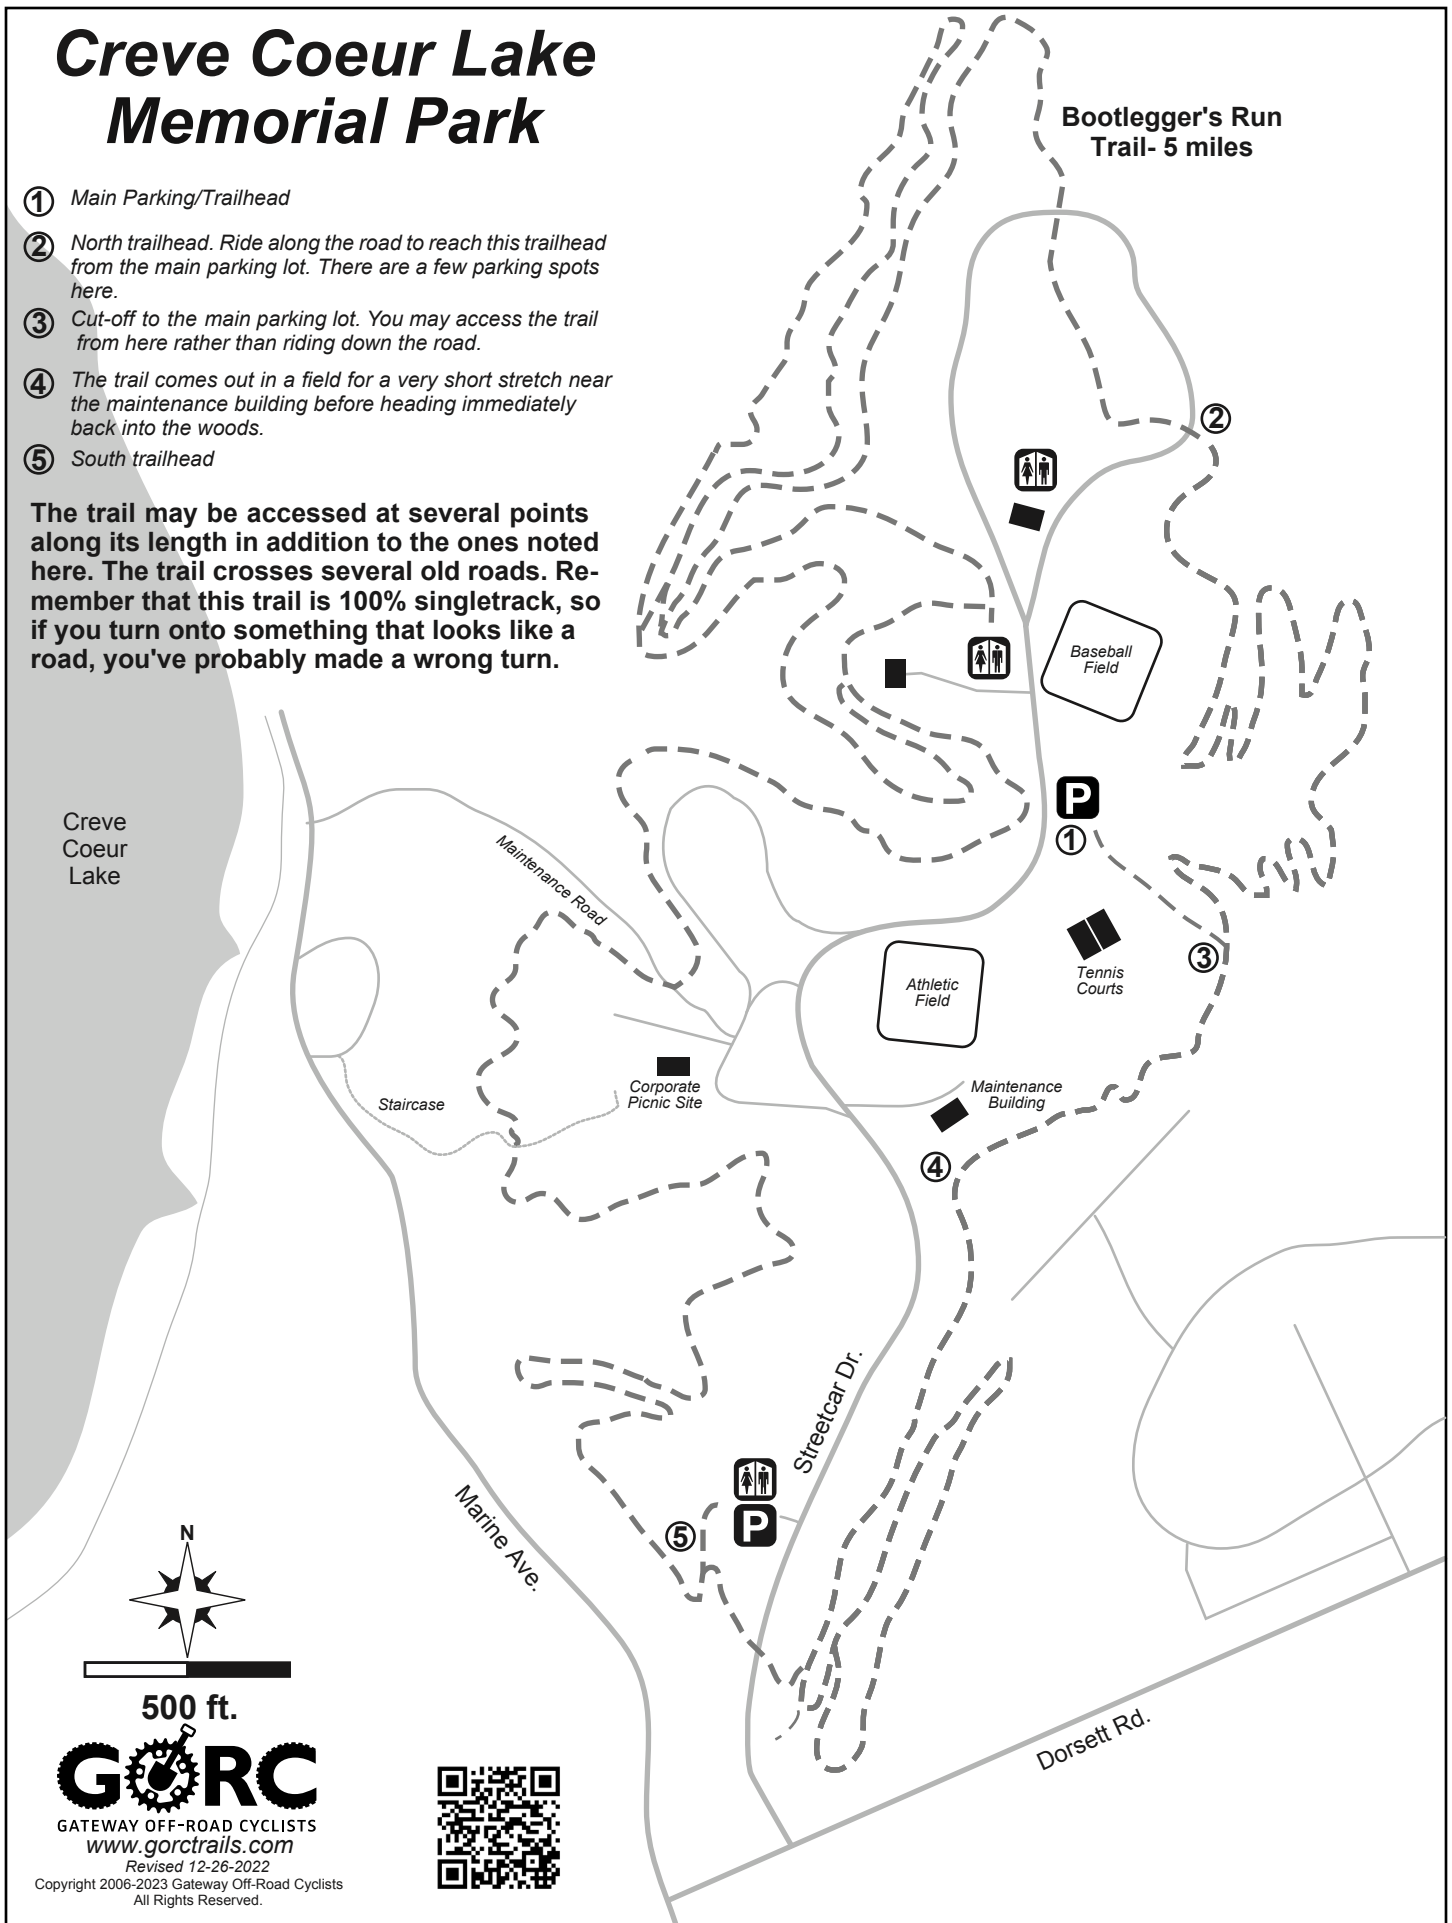 Creve Coeur Lake
Memorial Park
Bootlegger's Run
Trail- 5 miles
1 Main Parking/Trailhead
2 North trailhead. Ride along the road to reach this trailhead
from the main parking lot. There are a few parking spots
here.
3 Cut-off to the main parking lot. You may access the trail
from here rather than riding down the road.
4 The trail comes out in a field for a very short stretch near
the maintenance building before heading immediately
back into the woods.
5 South trailhead
The trail may be accessed at several points
along its length in addition to the ones noted
here. The trail crosses several old roads. Re-
member that this trail is 100% singletrack, so
if you turn onto something that looks like a
road, you've probably made a wrong turn.
2
Baseball
Field
P
1
Creve
Coeur
Lake
Maintenance Road
3
Tennis
Courts
Athletic
Field
Staircase
Corporate
Picnic Site
Maintenance
Building
4
Streetcar Dr.
Marine Ave.
P
5
Dorsett Rd.
N
500 ft.
GORC
GATEWAY OFF-ROAD CYCLISTS
www.gorctrails.com
Revised 12-26-2022
Copyright 2006-2023 Gateway Off-Road Cyclists
All Rights Reserved.